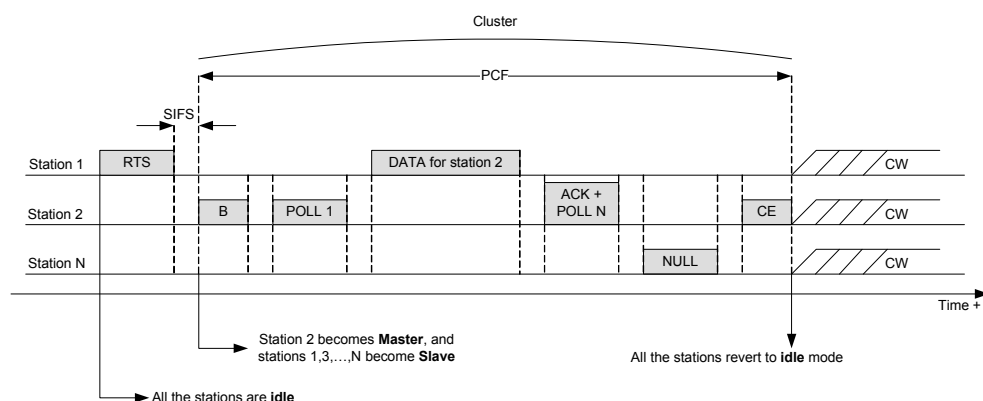 Cluster
PCF
SIFS
Station 1
RTS
DATA for station 2
CW
Station 2
B
POLL 1
ACK +
POLL N
CE
CW
Station N
NULL
CW
Time +
Station 2 becomes Master, and
stations 1,3,...,N become Slave
All the stations revert to idle mode
All the stations are idle